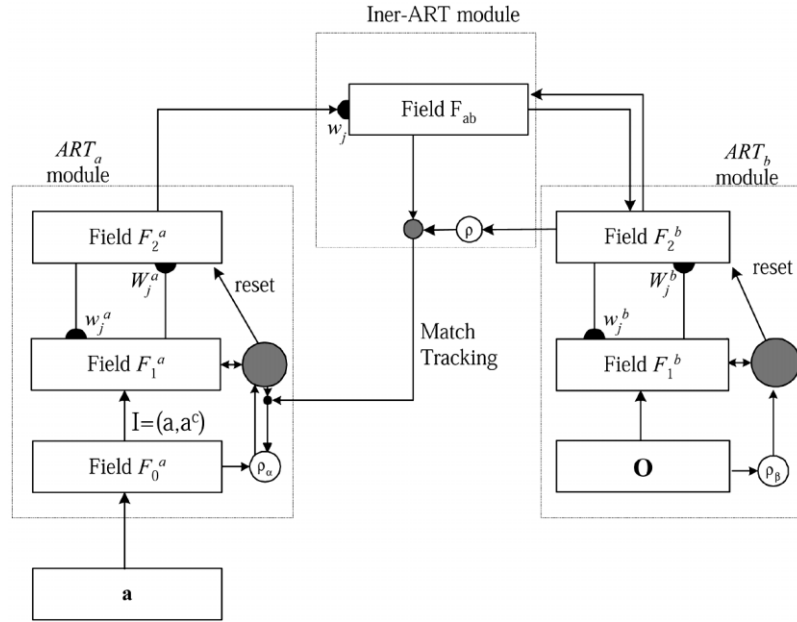 Iner-ART module
Field F_ab
w_j
ART_a
module
ART_b
module
Field F_2^a
ρ
Field F_2^b
W_j^a
reset
W_j^b
reset
w_j^a
w_j^b
Match
Tracking
Field F_1^a
Field F_1^b
I=(a,a^c)
Field F_0^a
ρ_α
O
ρ_β
a